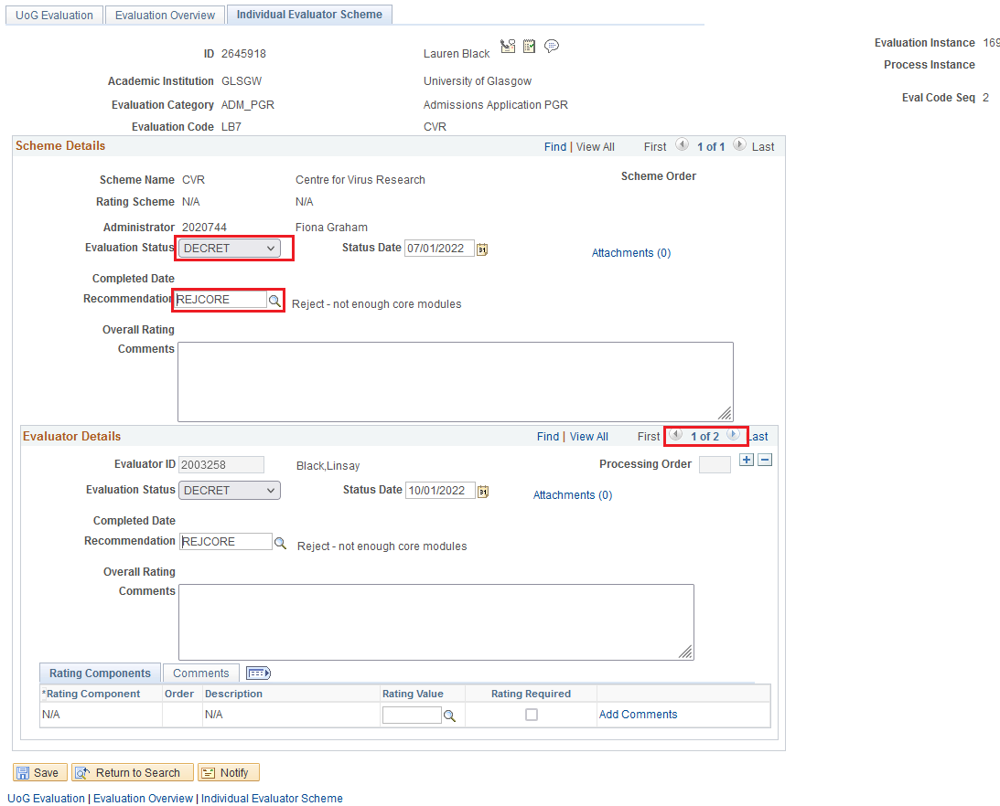 UoG Evaluation Evaluation Overview Individual Evaluator Scheme
ID 2645918 Lauren Black Evaluation Instance 169
Process Instance
Academic Institution GLSGW University of Glasgow
Eval Code Seq 2
Evaluation Category ADM_PGR Admissions Application PGR
Evaluation Code LB7 CVR
Scheme Details Find | View All First 1 of 1 Last
Scheme Name CVR Centre for Virus Research Scheme Order
Rating Scheme N/A N/A
Administrator 2020744 Fiona Graham
Evaluation Status DECRET Status Date 07/01/2022 31 Attachments (0)
Completed Date
Recommendation REJCORE Reject - not enough core modules
Overall Rating
Comments
Evaluator Details Find | View All First 1 of 2 Last
Evaluator ID 2003258 Black,Linsay Processing Order
Evaluation Status DECRET Status Date 10/01/2022 31 Attachments (0)
Completed Date
Recommendation REJCORE Reject - not enough core modules
Overall Rating
Comments
Rating Components Comments
*Rating Component Order Description Rating Value Rating Required
N/A N/A Add Comments
Save Return to Search Notify
UoG Evaluation | Evaluation Overview | Individual Evaluator Scheme